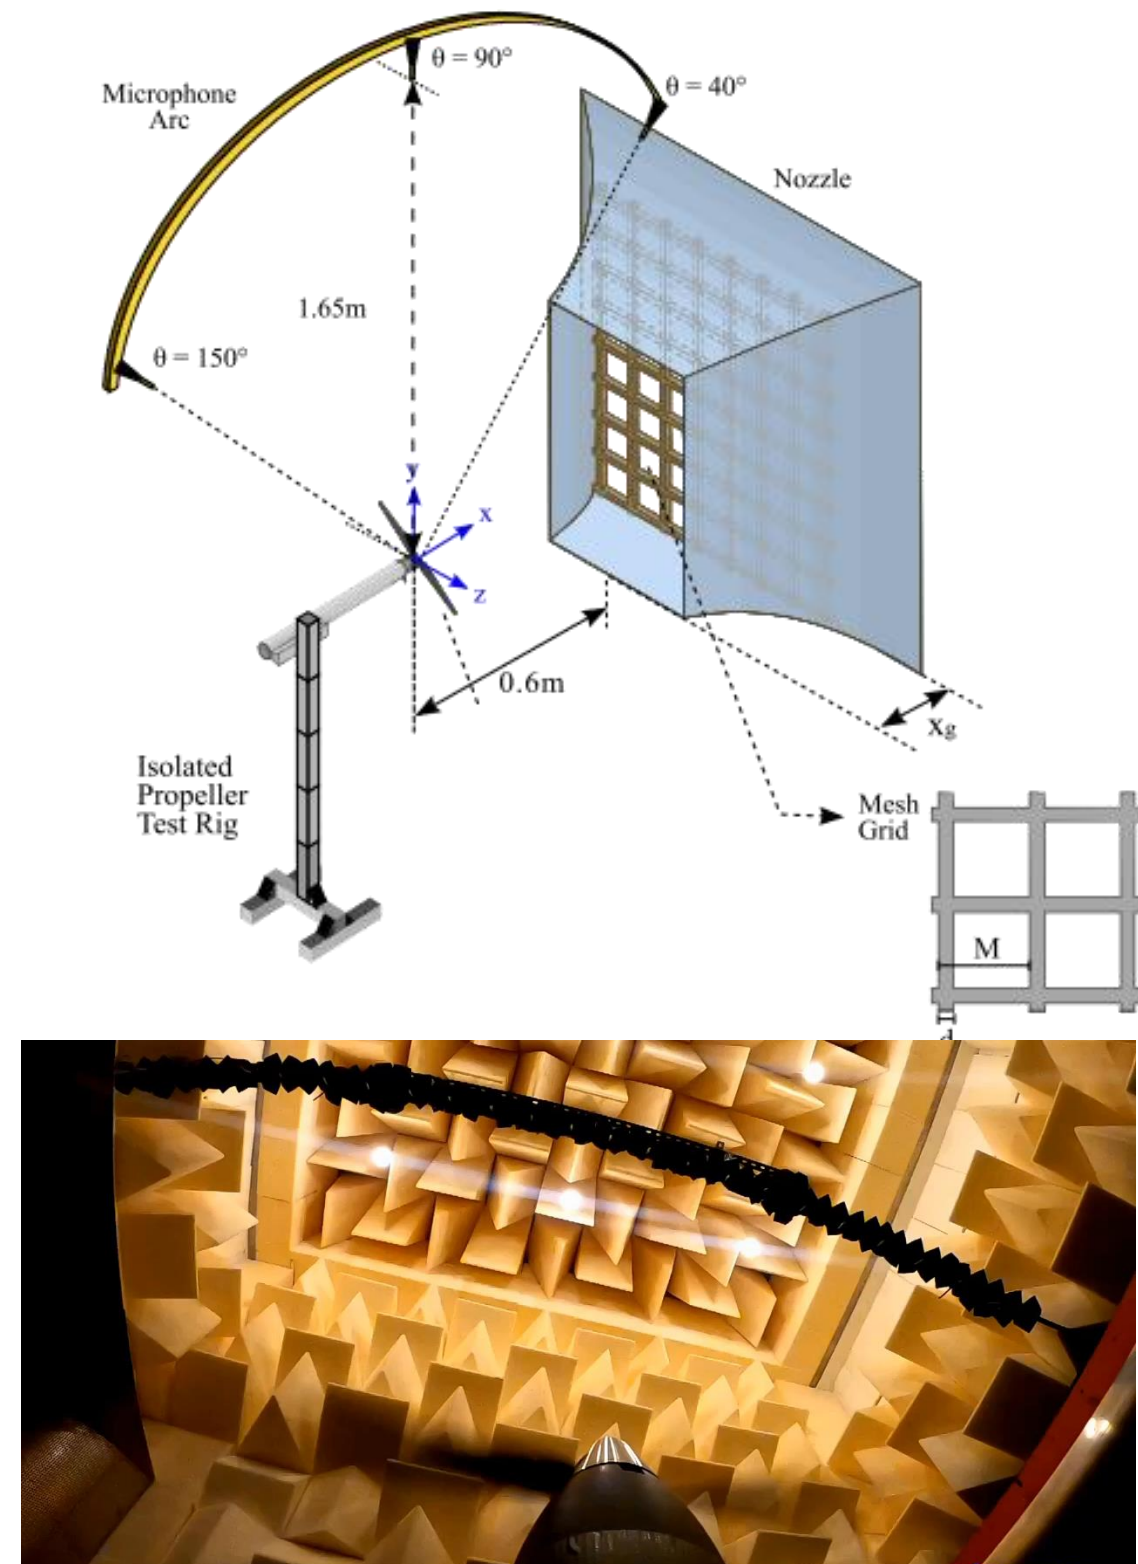 θ = 90°
θ = 40°
Microphone
Arc
Nozzle
1.65m
θ = 150°
y
x
z
0.6m
xg
Isolated
Propeller
Test Rig
Mesh
Grid
M